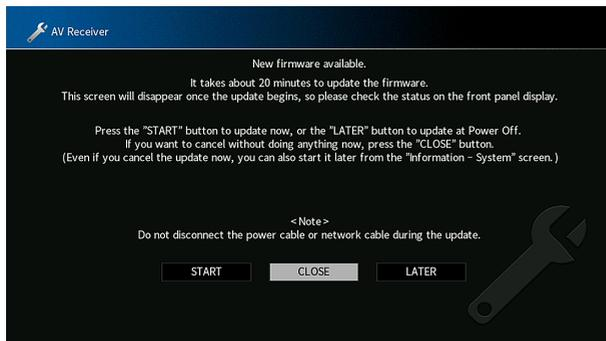 AV Receiver
New firmware available.
It takes about 20 minutes to update the firmware.
This screen will disappear once the update begins, so please check the status on the front panel display.
Press the "START" button to update now, or the "LATER" button to update at Power Off.
If you want to cancel without doing anything now, press the "CLOSE" button.
(Even if you cancel the update now, you can also start it later from the "Information - System" screen.)
<Note>
Do not disconnect the power cable or network cable during the update.
START CLOSE LATER